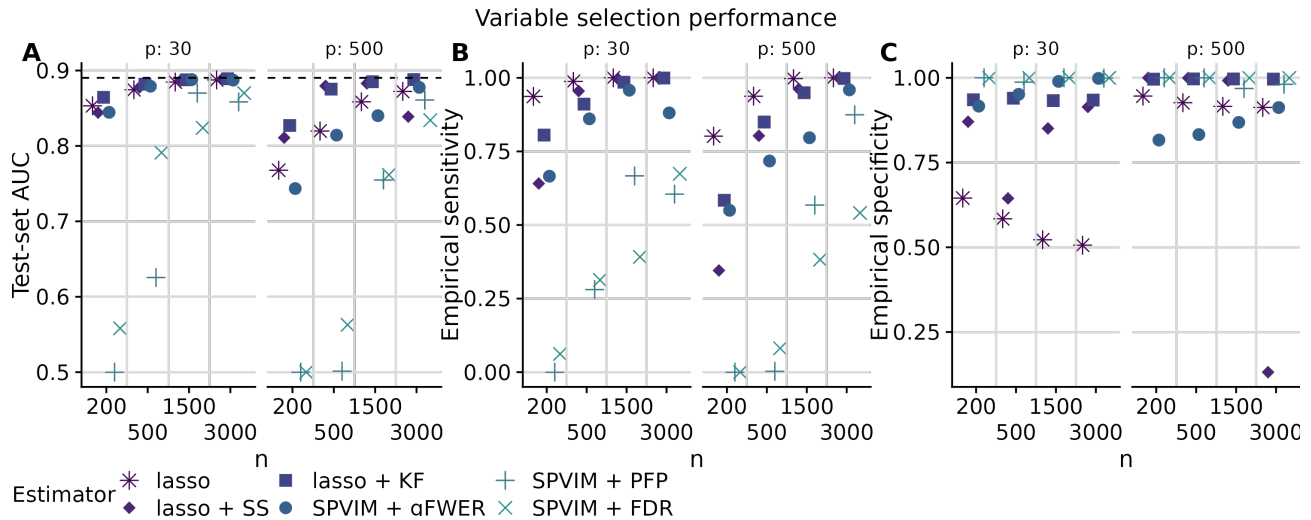 Variable selection performance
A
p: 30
p: 500
Test-set AUC
0.9
0.8
0.7
0.6
0.5
200
500
1500
3000
200
500
1500
3000
n
B
p: 30
p: 500
Empirical sensitivity
1.00
0.75
0.50
0.25
0.00
200
500
1500
3000
200
500
1500
3000
n
C
p: 30
p: 500
Empirical specificity
1.00
0.75
0.50
0.25
200
500
1500
3000
200
500
1500
3000
n
Estimator
lasso
lasso + SS
lasso + KF
SPVIM + gFWER
SPVIM + PFP
SPVIM + FDR